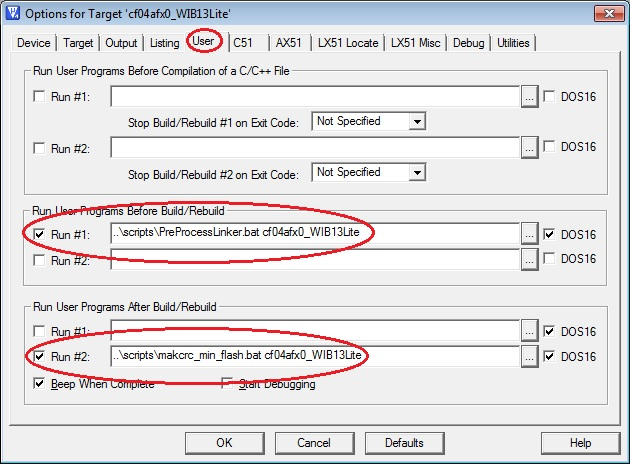 Options for Target 'cf04afx0_WIB13Lite'
Device Target Output Listing User C51 AX51 LX51 Locate LX51 Misc Debug Utilities
Run User Programs Before Compilation of a C/C++ File
Run #1: ... DOS16
Stop Build/Rebuild #1 on Exit Code: Not Specified
Run #2: ... DOS16
Stop Build/Rebuild #2 on Exit Code: Not Specified
Run User Programs Before Build/Rebuild
Run #1: ..\scripts\PreProcessLinker.bat cf04afx0_WIB13Lite ... DOS16
Run #2: ... DOS16
Run User Programs After Build/Rebuild
Run #1: ... DOS16
Run #2: ..\scripts\makcrc_min_flash.bat cf04afx0_WIB13Lite ... DOS16
Beep When Complete Start Debugging
OK Cancel Defaults Help